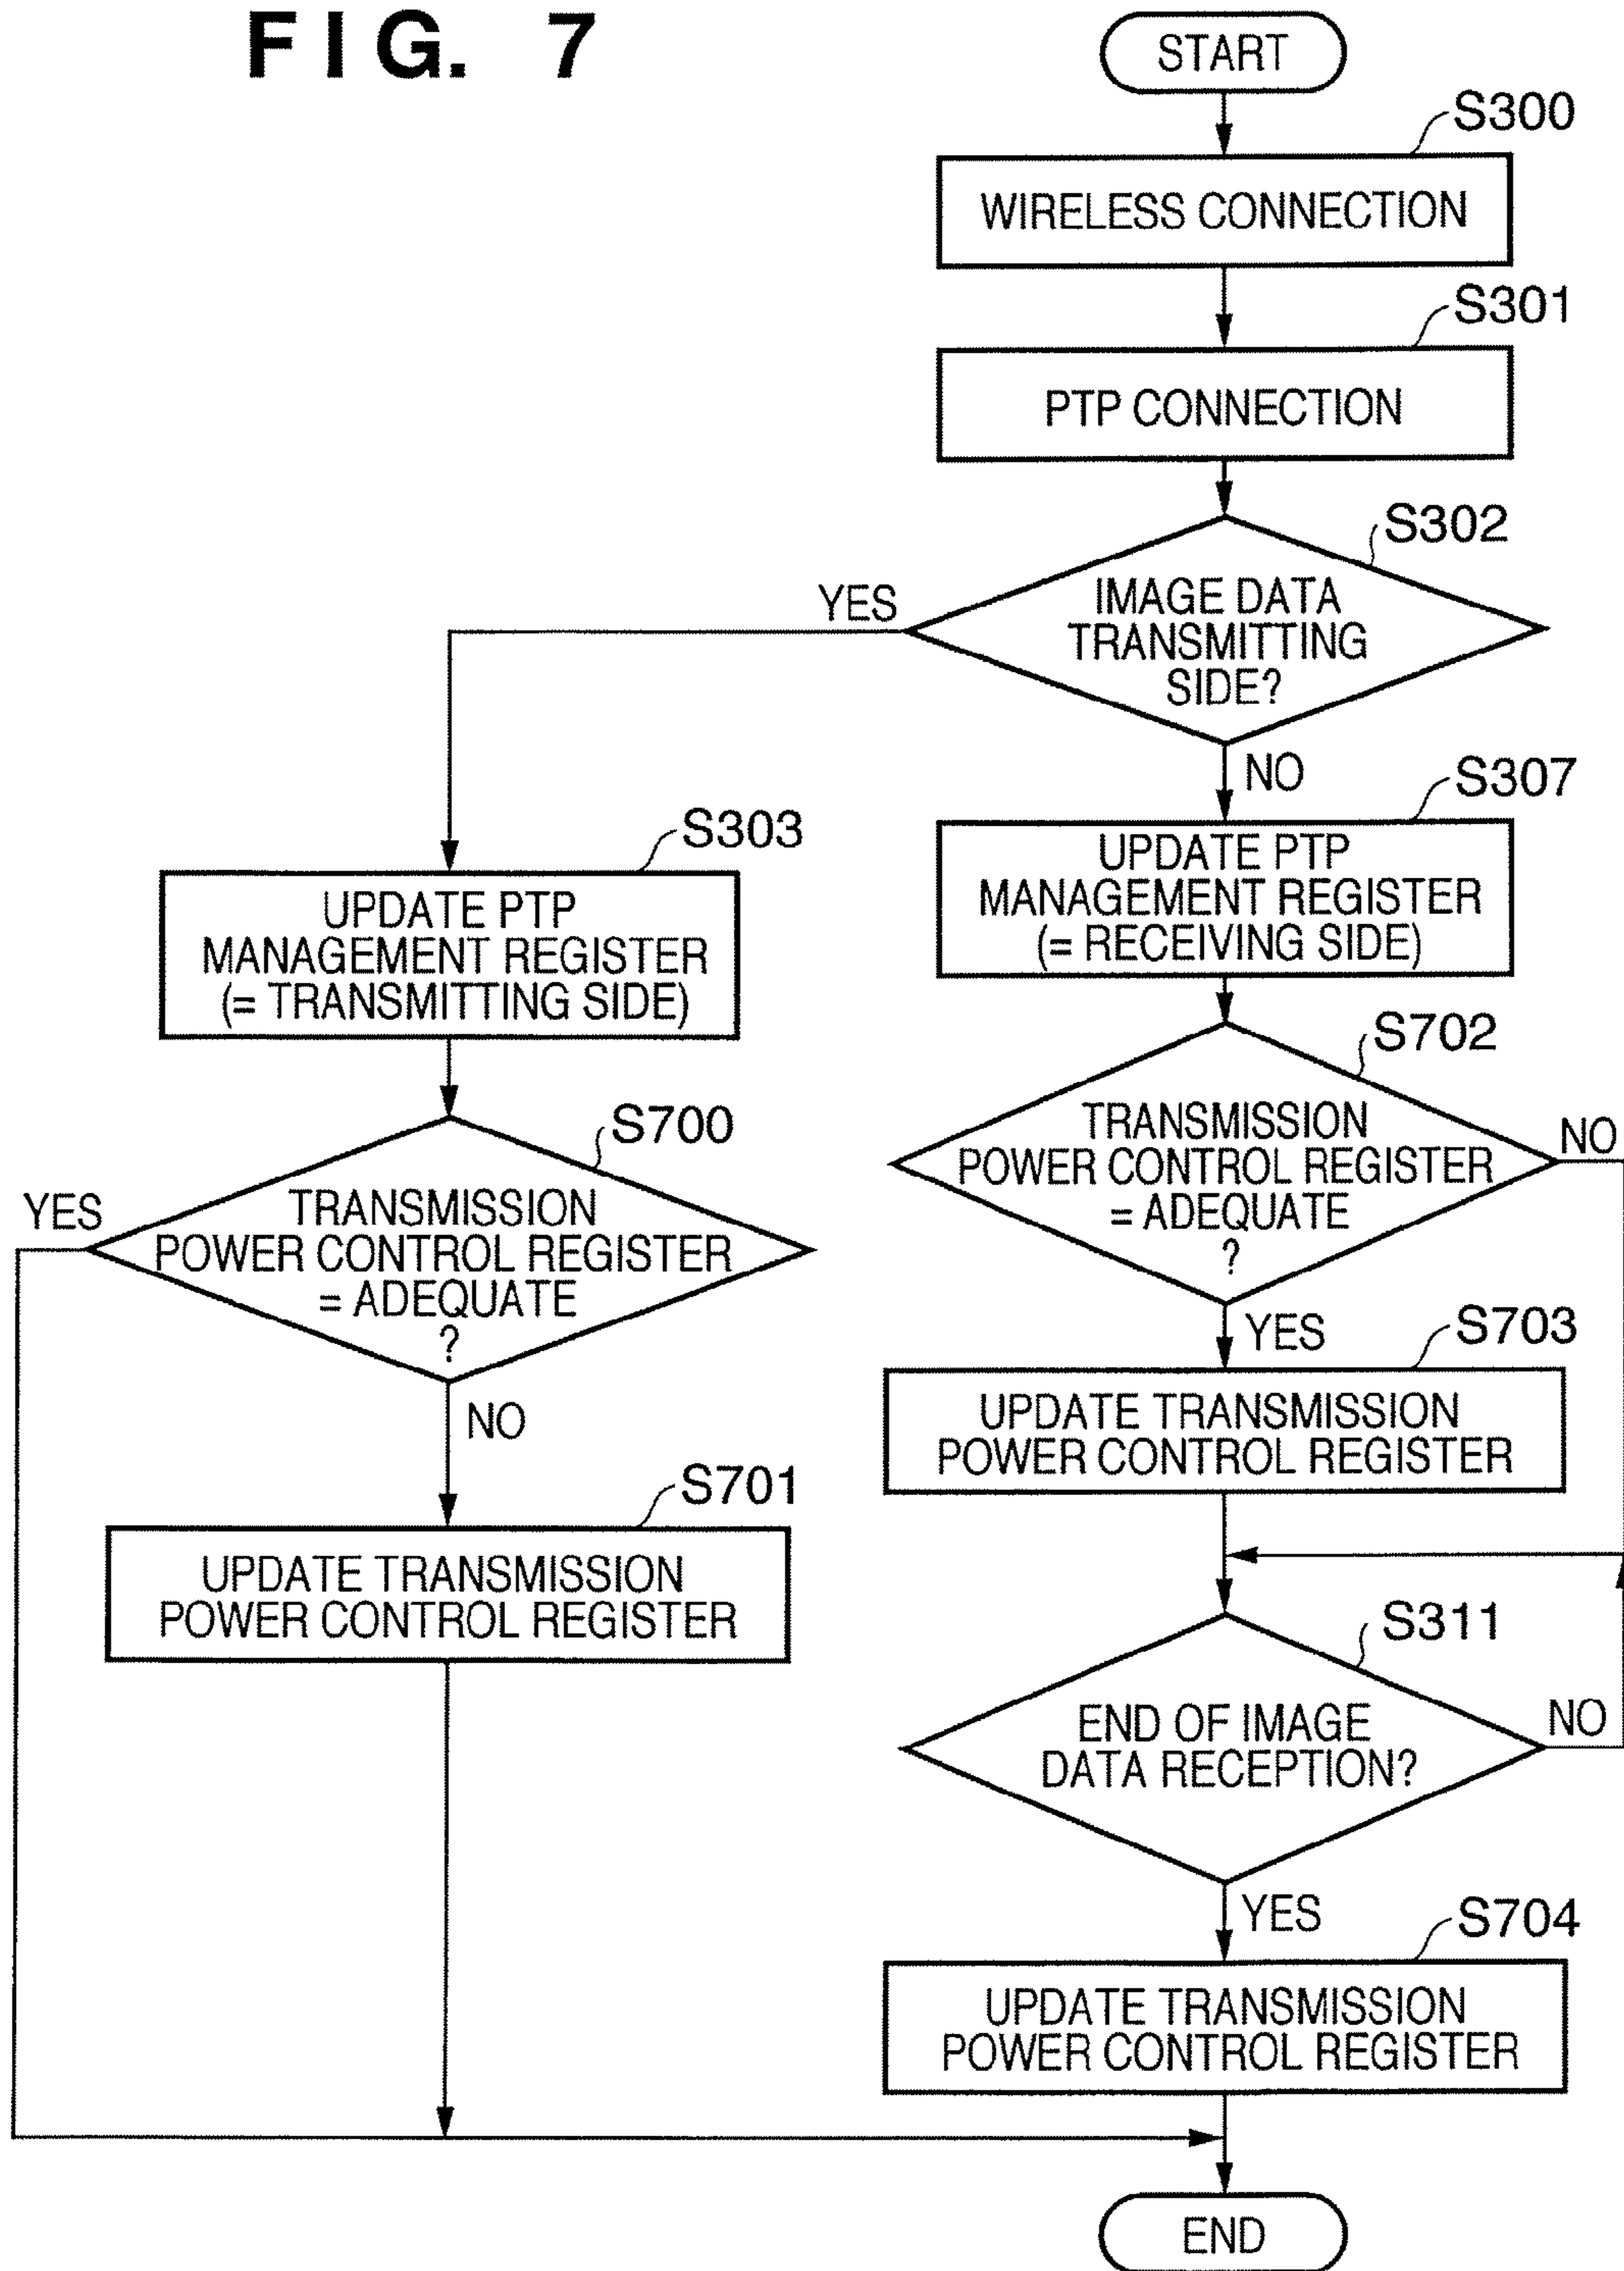 FIG. 7
START
S300
WIRELESS CONNECTION
S301
PTP CONNECTION
S302
YES
IMAGE DATA
TRANSMITTING
SIDE?
NO
S307
UPDATE PTP
MANAGEMENT REGISTER
(= RECEIVING SIDE)
S303
UPDATE PTP
MANAGEMENT REGISTER
(= TRANSMITTING SIDE)
S702
TRANSMISSION
POWER CONTROL REGISTER
= ADEQUATE
?
NO
YES
S700
YES
TRANSMISSION
POWER CONTROL REGISTER
= ADEQUATE
?
NO
S703
UPDATE TRANSMISSION
POWER CONTROL REGISTER
S701
UPDATE TRANSMISSION
POWER CONTROL REGISTER
S311
END OF IMAGE
DATA RECEPTION?
NO
YES
S704
UPDATE TRANSMISSION
POWER CONTROL REGISTER
END